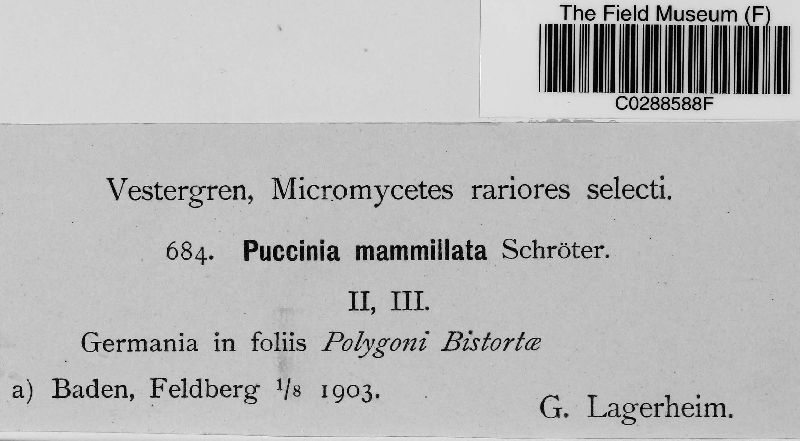 The Field Museum (F)
C0288588F
Vestergren, Micromycetes rariores selecti.
684. Puccinia mammillata Schröter.
II, III.
Germania in foliis Polygoni Bistortæ
a) Baden, Feldberg 1/8 1903.
G. Lagerheim.